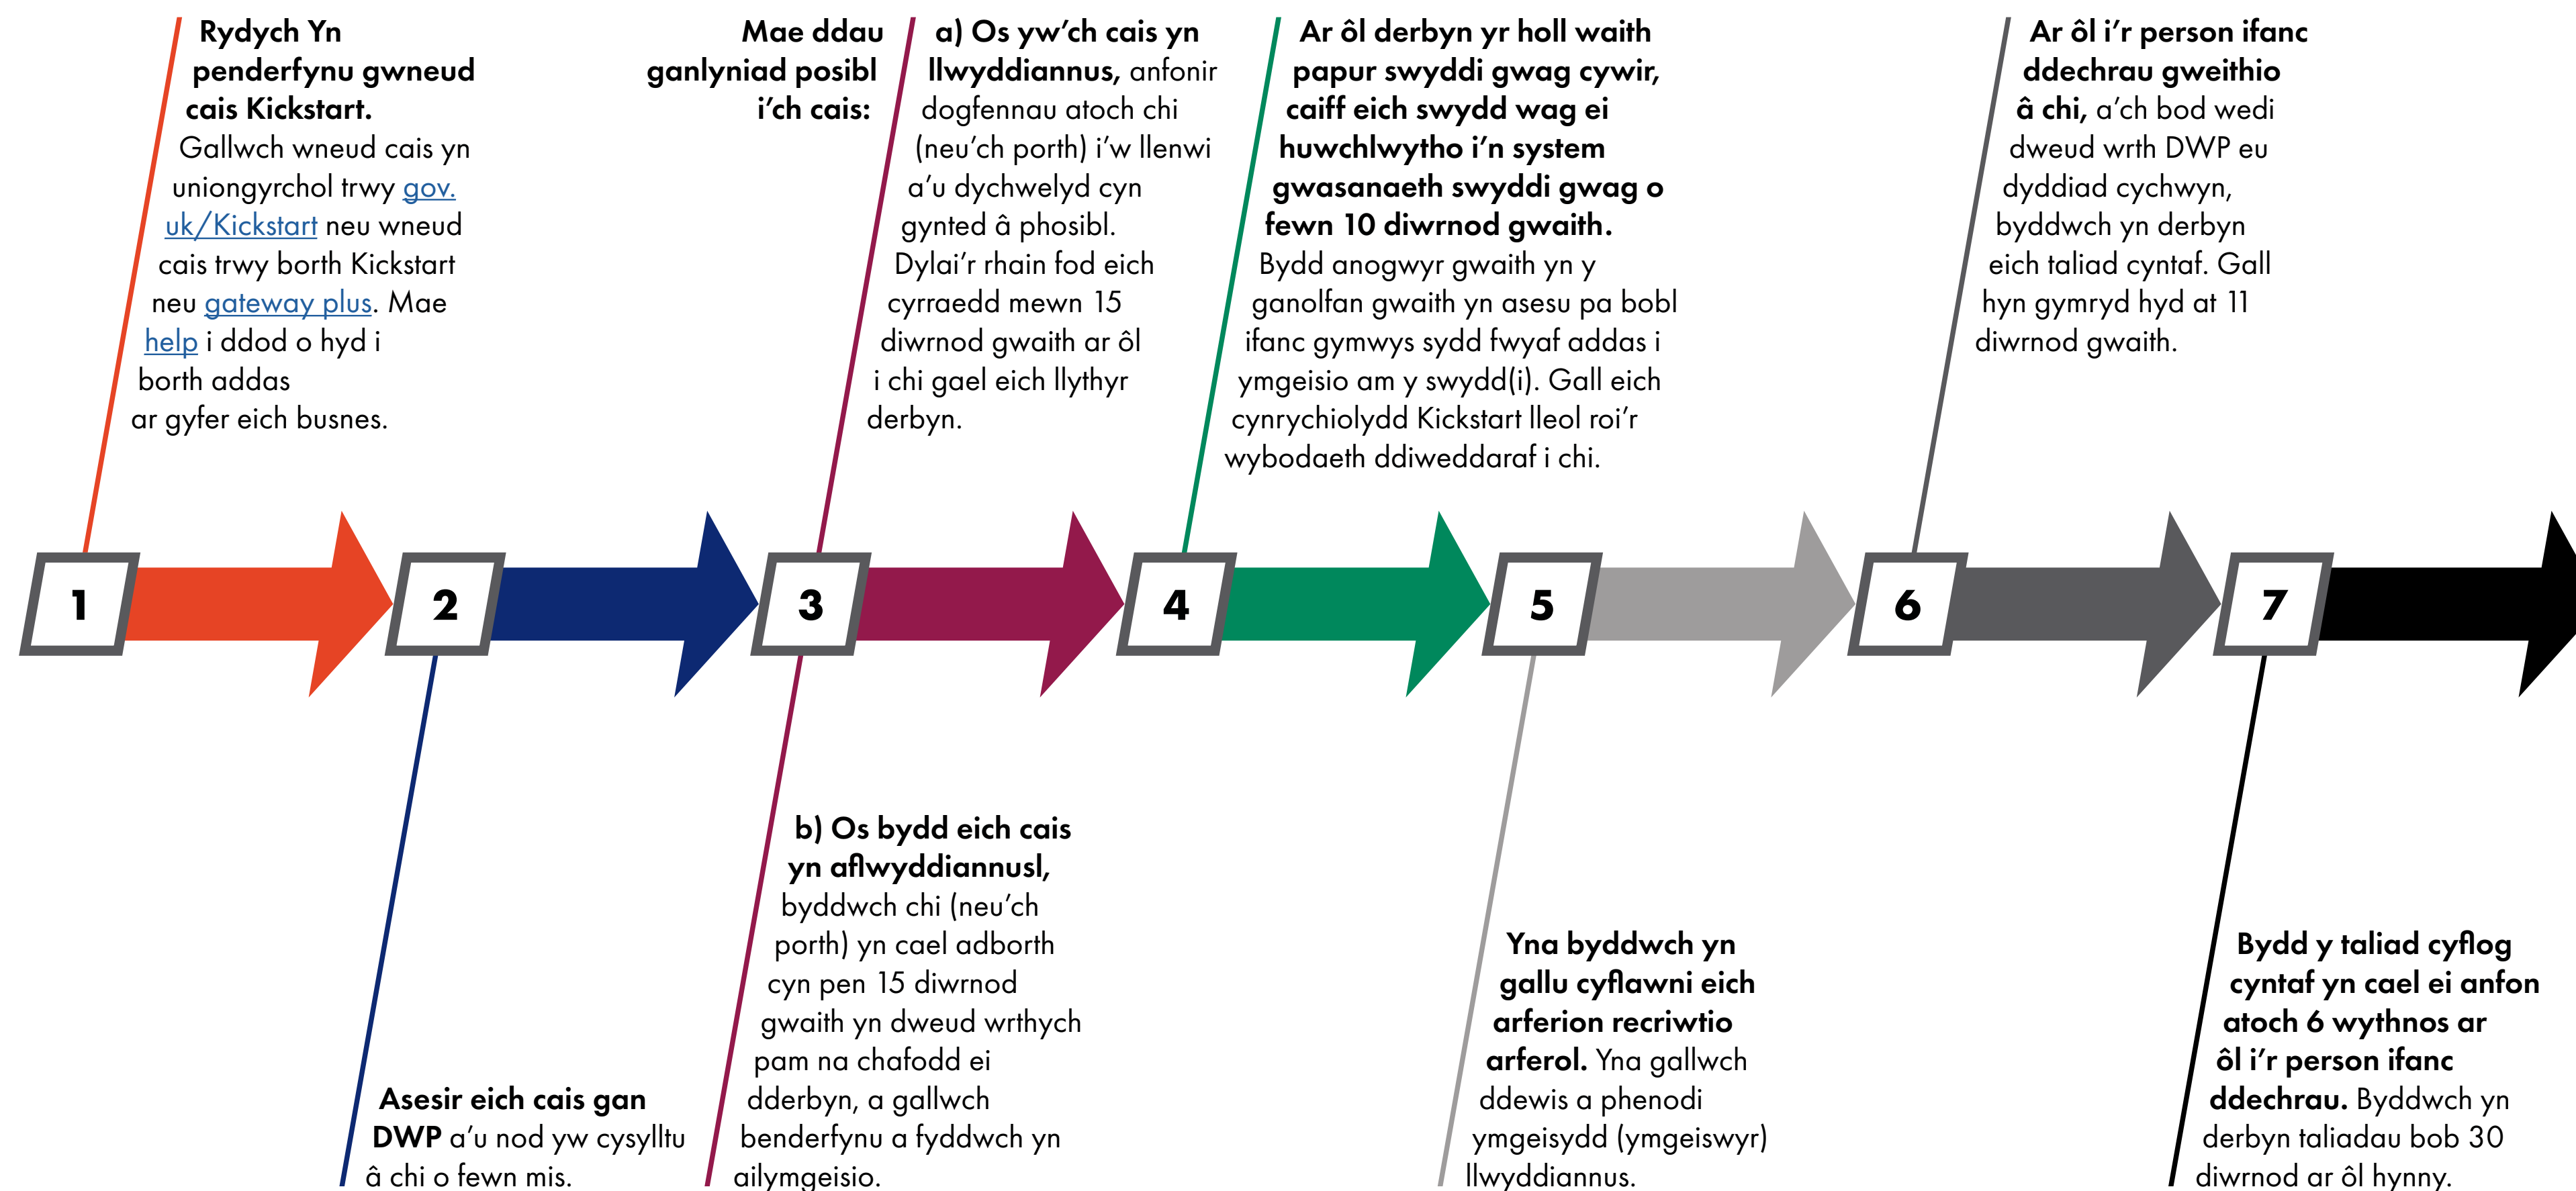 Rydych Yn
penderfynu gwneud
cais Kickstart.
Gallwch wneud cais yn
uniongyrchol trwy gov.
uk/Kickstart neu wneud
cais trwy borth Kickstart
neu gateway plus. Mae
help i ddod o hyd i
borth addas
ar gyfer eich busnes.
Mae ddau
ganlyniad posibl
i’ch cais:
a) Os yw’ch cais yn
llwyddiannus, anfonir
dogfennau atoch chi
(neu’ch porth) i’w llenwi
a’u dychwelyd cyn
gynted â phosibl.
Dylai’r rhain fod eich
cyrraedd mewn 15
diwrnod gwaith ar ôl
i chi gael eich llythyr
derbyn.
Ar ôl derbyn yr holl waith
papur swyddi gwag cywir,
caiff eich swydd wag ei
huwchlwytho i’n system
gwasanaeth swyddi gwag o
fewn 10 diwrnod gwaith.
Bydd anogwyr gwaith yn y
ganolfan gwaith yn asesu pa bobl
ifanc gymwys sydd fwyaf addas i
ymgeisio am y swydd(i). Gall eich
cynrychiolydd Kickstart lleol roi’r
wybodaeth ddiweddaraf i chi.
Ar ôl i’r person ifanc
ddechrau gweithio
â chi, a’ch bod wedi
dweud wrth DWP eu
dyddiad cychwyn,
byddwch yn derbyn
eich taliad cyntaf. Gall
hyn gymryd hyd at 11
diwrnod gwaith.
1
2
3
4
5
6
7
Asesir eich cais gan
DWP a’u nod yw cysylltu
â chi o fewn mis.
b) Os bydd eich cais
yn aflwyddiannusl,
byddwch chi (neu’ch
porth) yn cael adborth
cyn pen 15 diwrnod
gwaith yn dweud wrthych
pam na chafodd ei
dderbyn, a gallwch
benderfynu a fyddwch yn
ailymgeisio.
Yna byddwch yn
gallu cyflawni eich
arferion recriwtio
arferol. Yna gallwch
ddewis a phenodi
ymgeisydd (ymgeiswyr)
llwyddiannus.
Bydd y taliad cyflog
cyntaf yn cael ei anfon
atoch 6 wythnos ar
ôl i’r person ifanc
ddechrau. Byddwch yn
derbyn taliadau bob 30
diwrnod ar ôl hynny.